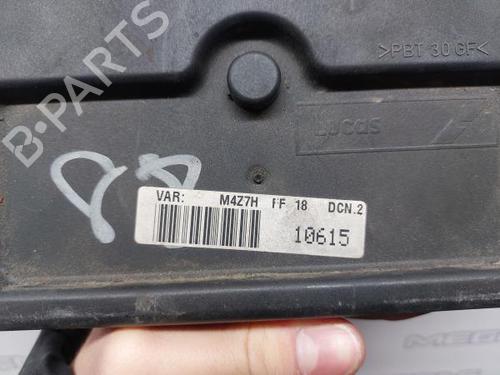 >PBT 30 GF<
Lucas
VAR: M4Z7H FF 18 DCN.2
10615
B-Parts